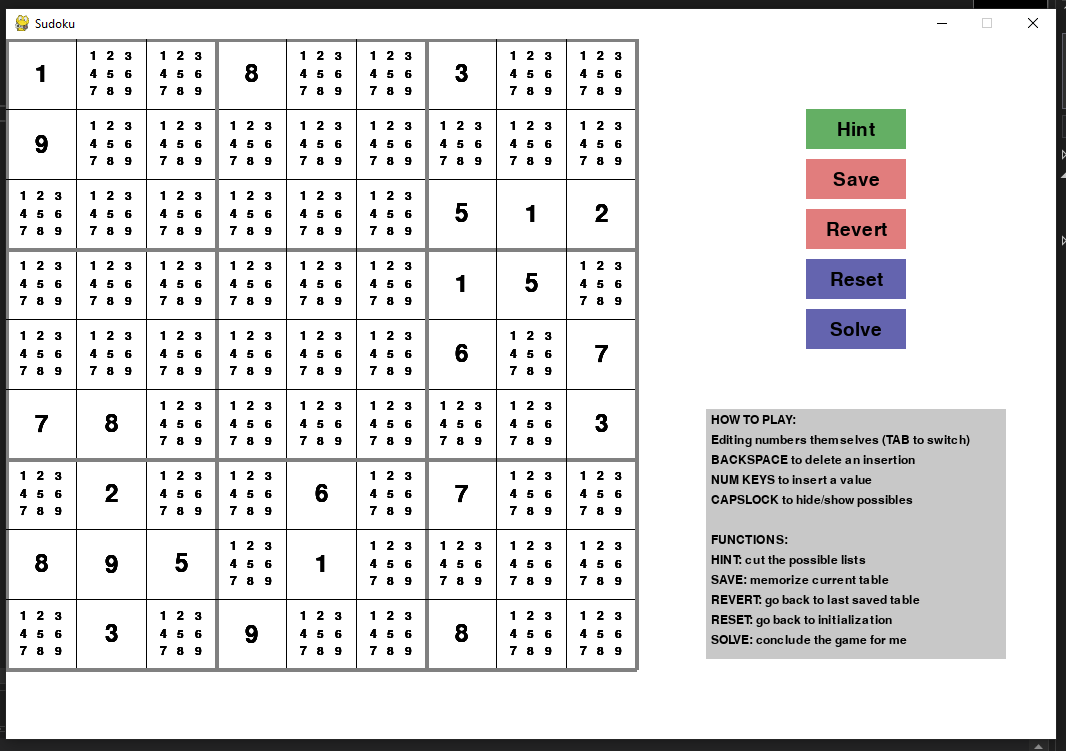 Sudoku
1 2 3 1 2 3 1 2 3 1 2 3 1 2 3 1 2 3
1 4 5 6 4 5 6 8 4 5 6 4 5 6 3 4 5 6 4 5 6
7 8 9 7 8 9 7 8 9 7 8 9 7 8 9 7 8 9
1 2 3 1 2 3 1 2 3 1 2 3 1 2 3 1 2 3 1 2 3 1 2 3
9 4 5 6 4 5 6 4 5 6 4 5 6 4 5 6 4 5 6 4 5 6 4 5 6
7 8 9 7 8 9 7 8 9 7 8 9 7 8 9 7 8 9 7 8 9 7 8 9
1 2 3 1 2 3 1 2 3 1 2 3 1 2 3 1 2 3
4 5 6 4 5 6 4 5 6 4 5 6 4 5 6 4 5 6 5 1 2
7 8 9 7 8 9 7 8 9 7 8 9 7 8 9 7 8 9
1 2 3 1 2 3 1 2 3 1 2 3 1 2 3 1 2 3 1 2 3
4 5 6 4 5 6 4 5 6 4 5 6 4 5 6 4 5 6 1 5 4 5 6
7 8 9 7 8 9 7 8 9 7 8 9 7 8 9 7 8 9 7 8 9
1 2 3 1 2 3 1 2 3 1 2 3 1 2 3 1 2 3 1 2 3
4 5 6 4 5 6 4 5 6 4 5 6 4 5 6 4 5 6 6 4 5 6 7
7 8 9 7 8 9 7 8 9 7 8 9 7 8 9 7 8 9 7 8 9
1 2 3 1 2 3 1 2 3 1 2 3 1 2 3 1 2 3
7 8 4 5 6 4 5 6 4 5 6 4 5 6 4 5 6 4 5 6 3
7 8 9 7 8 9 7 8 9 7 8 9 7 8 9 7 8 9
1 2 3 1 2 3 1 2 3 1 2 3 1 2 3 1 2 3
4 5 6 2 4 5 6 4 5 6 6 4 5 6 7 4 5 6 4 5 6
7 8 9 7 8 9 7 8 9 7 8 9 7 8 9 7 8 9
1 2 3 1 2 3 1 2 3 1 2 3 1 2 3
8 9 5 4 5 6 1 4 5 6 4 5 6 4 5 6 4 5 6
7 8 9 7 8 9 7 8 9 7 8 9 7 8 9
1 2 3 1 2 3 1 2 3 1 2 3 1 2 3 1 2 3
4 5 6 3 4 5 6 9 4 5 6 4 5 6 8 4 5 6 4 5 6
7 8 9 7 8 9 7 8 9 7 8 9 7 8 9 7 8 9
Hint
Save
Revert
Reset
Solve
HOW TO PLAY:
Editing numbers themselves (TAB to switch)
BACKSPACE to delete an insertion
NUM KEYS to insert a value
CAPSLOCK to hide/show possibles
FUNCTIONS:
HINT: cut the possible lists
SAVE: memorize current table
REVERT: go back to last saved table
RESET: go back to initialization
SOLVE: conclude the game for me